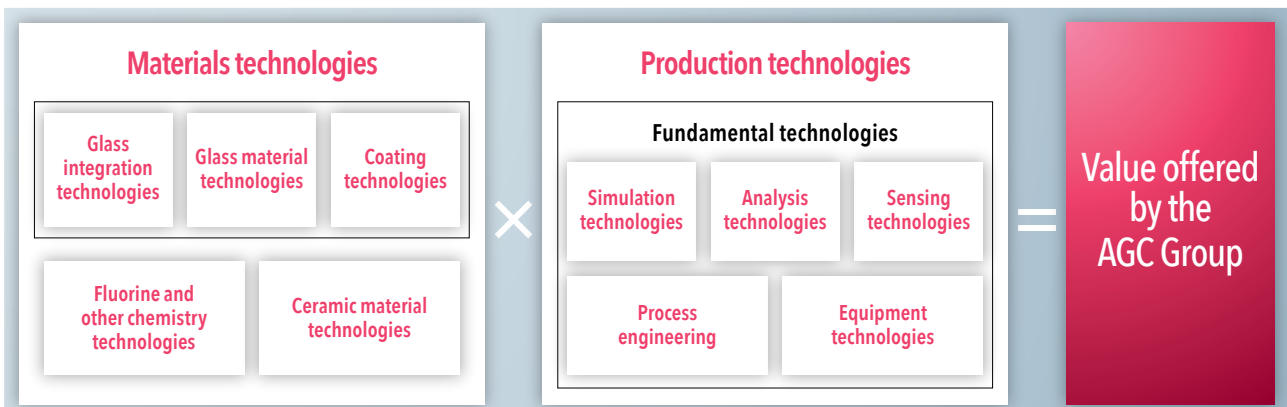 Materials technologies
Glass
integration
technologies
Glass material
technologies
Coating
technologies
Fluorine and
other chemistry
technologies
Ceramic material
technologies
×
Production technologies
Fundamental technologies
Simulation
technologies
Analysis
technologies
Sensing
technologies
Process
engineering
Equipment
technologies
=
Value offered
by the
AGC Group